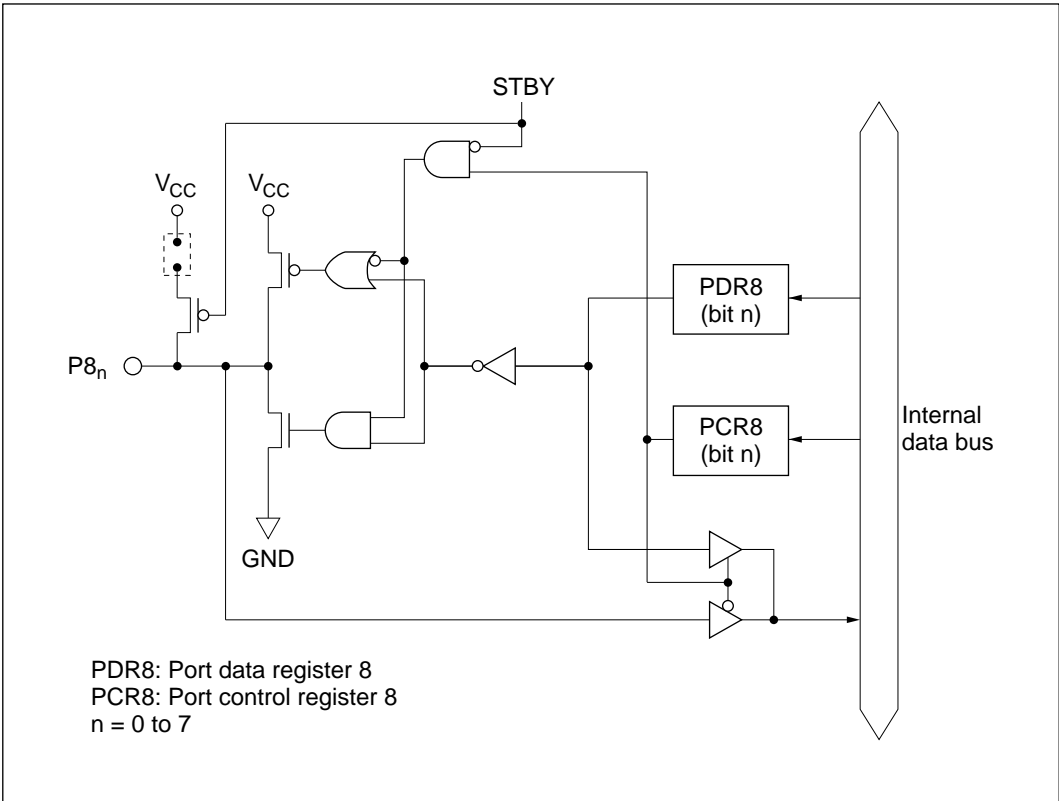 STBY
VCC
VCC
PDR8
(bit n)
P8n
PCR8
(bit n)
Internal
data bus
GND
PDR8: Port data register 8
PCR8: Port control register 8
n = 0 to 7